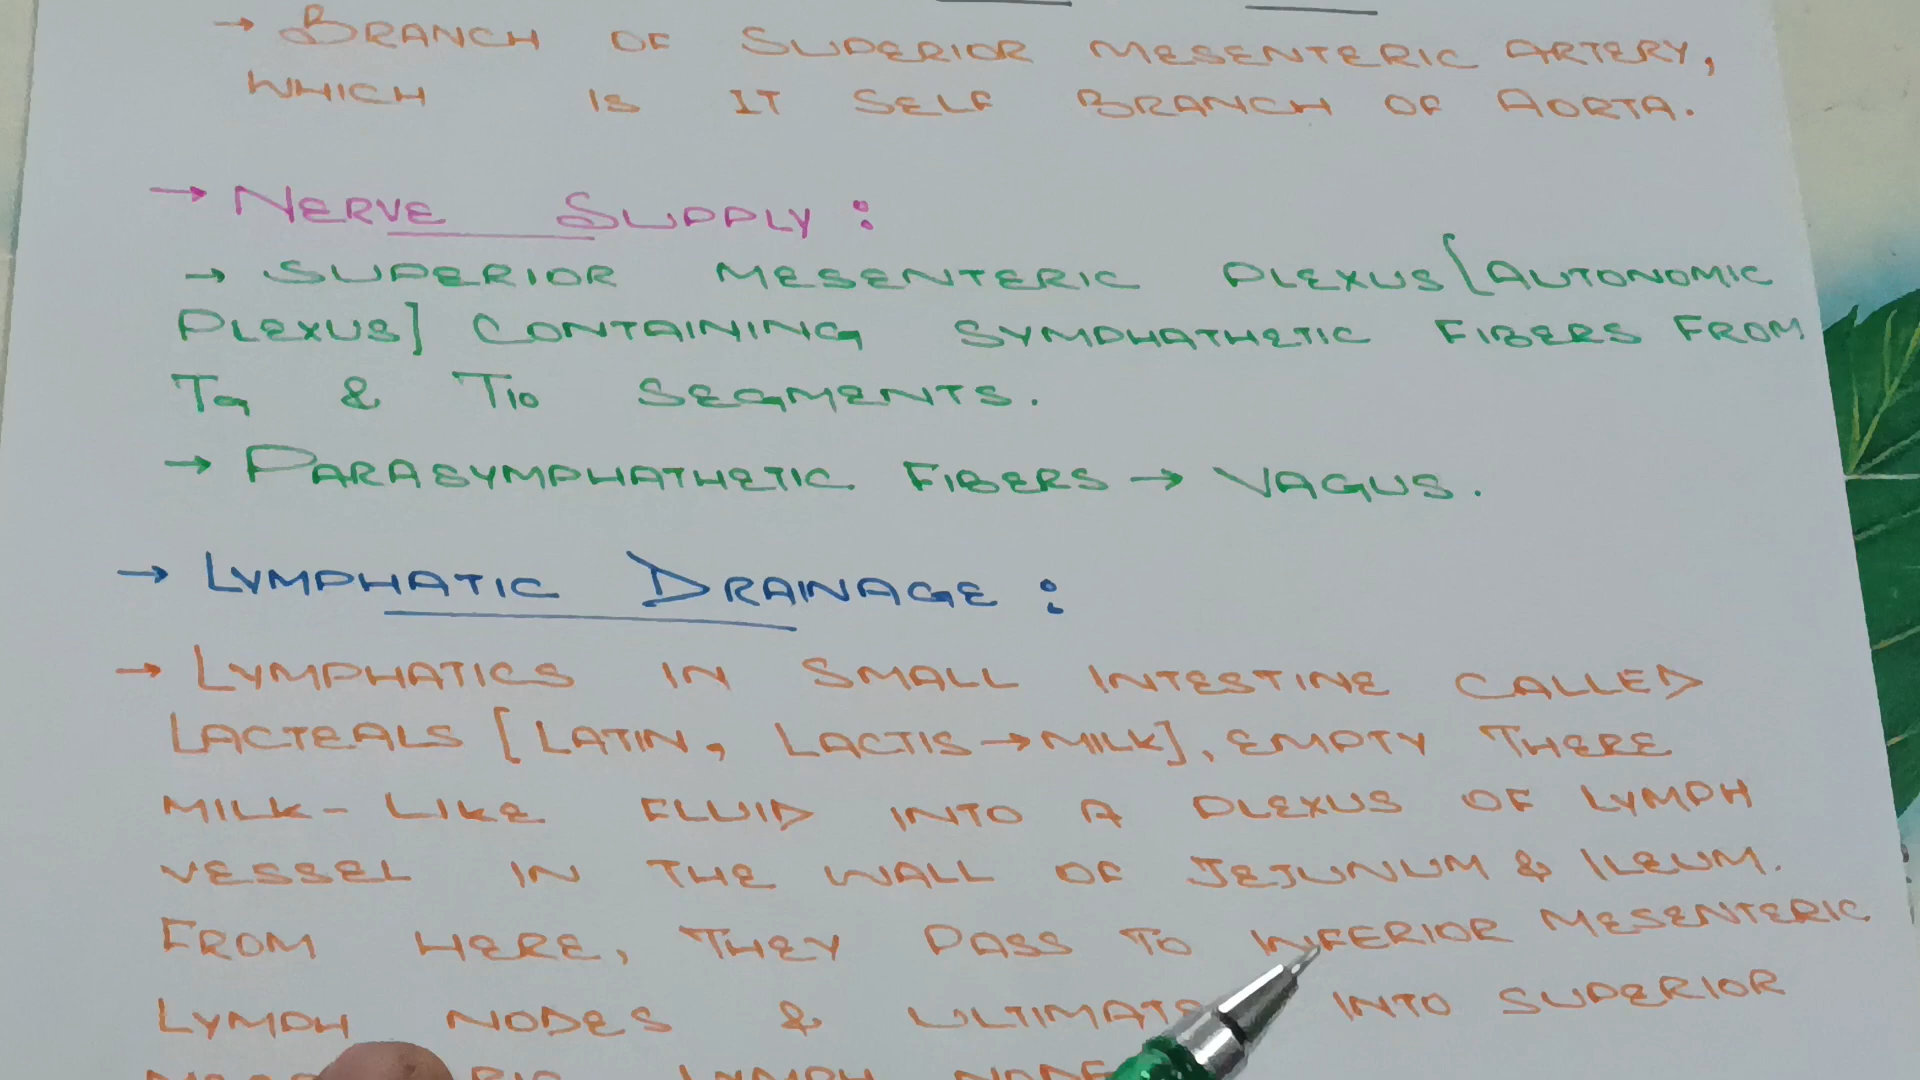 → BRANCH OF SUPERIOR MESENTERIC ARTERY,
WHICH IS IT SELF BRANCH OF AORTA.
→ NERVE SUPPLY :
→ SUPERIOR MESENTERIC PLEXUS [AUTONOMIC
PLEXUS] CONTAINING SYMPHATHETIC FIBERS FROM
T9 & T10 SEGMENTS.
→ PARASYMPHATHETIC FIBERS → VAGUS.
→ LYMPHATIC DRAINAGE :
→ LYMPHATICS IN SMALL INTESTINE CALLED
LACTEALS [LATIN, LACTIS → MILK], EMPTY THERE
MILK - LIKE FLUID INTO A PLEXUS OF LYMPH
VESSEL IN THE WALL OF JEJUNUM & ILEUM.
FROM HERE, THEY PASS TO INFERIOR MESENTERIC
LYMPH NODES & INTO SUPERIOR
LYMPH